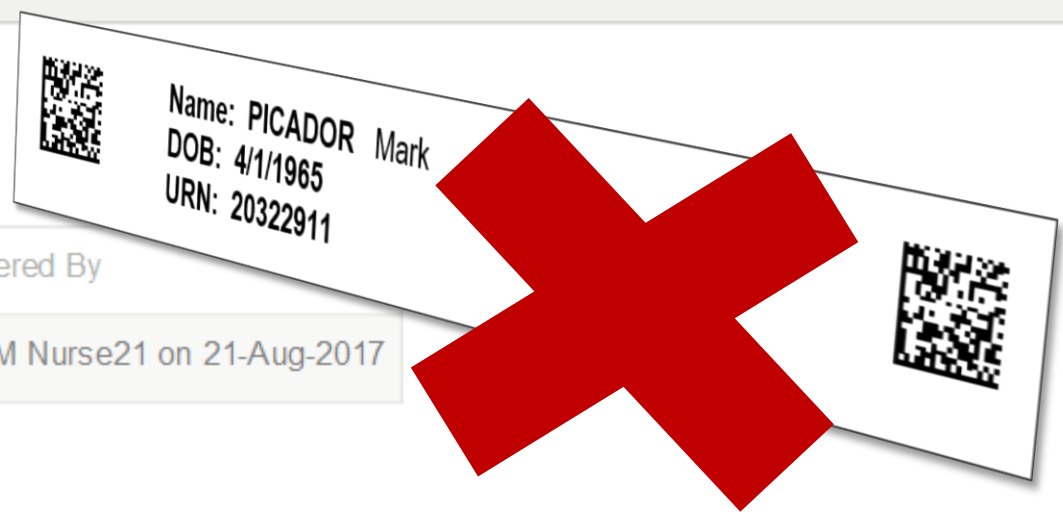 Name: PICADOR Mark
DOB: 4/1/1965
URN: 20322911
ered By
M Nurse21 on 21-Aug-2017